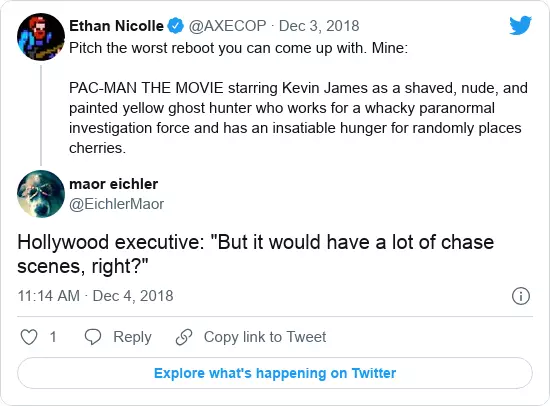 Ethan Nicolle @AXECOP · Dec 3, 2018
Pitch the worst reboot you can come up with. Mine:
PAC-MAN THE MOVIE starring Kevin James as a shaved, nude, and
painted yellow ghost hunter who works for a whacky paranormal
investigation force and has an insatiable hunger for randomly places
cherries.
maor eichler
@EichlerMaor
Hollywood executive: "But it would have a lot of chase
scenes, right?"
11:14 AM · Dec 4, 2018
1 Reply Copy link to Tweet
Explore what's happening on Twitter